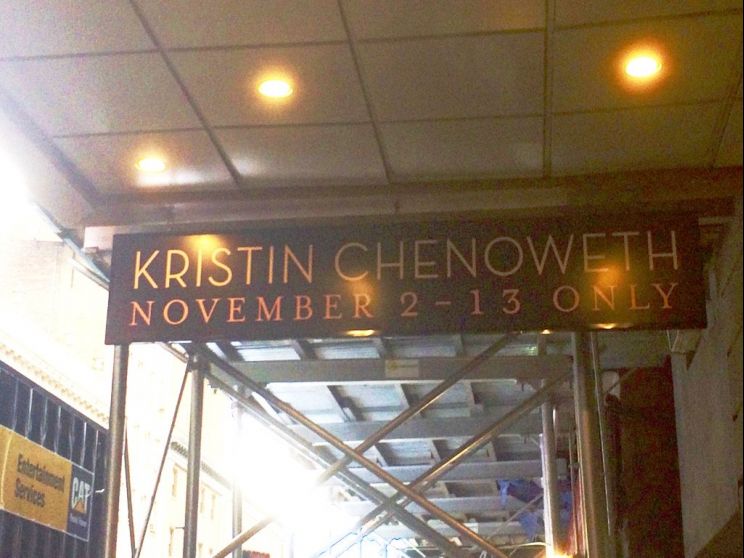 KRISTIN CHENOWETH
NOVEMBER 2-13 ONLY
Entertainment
Services
CAT